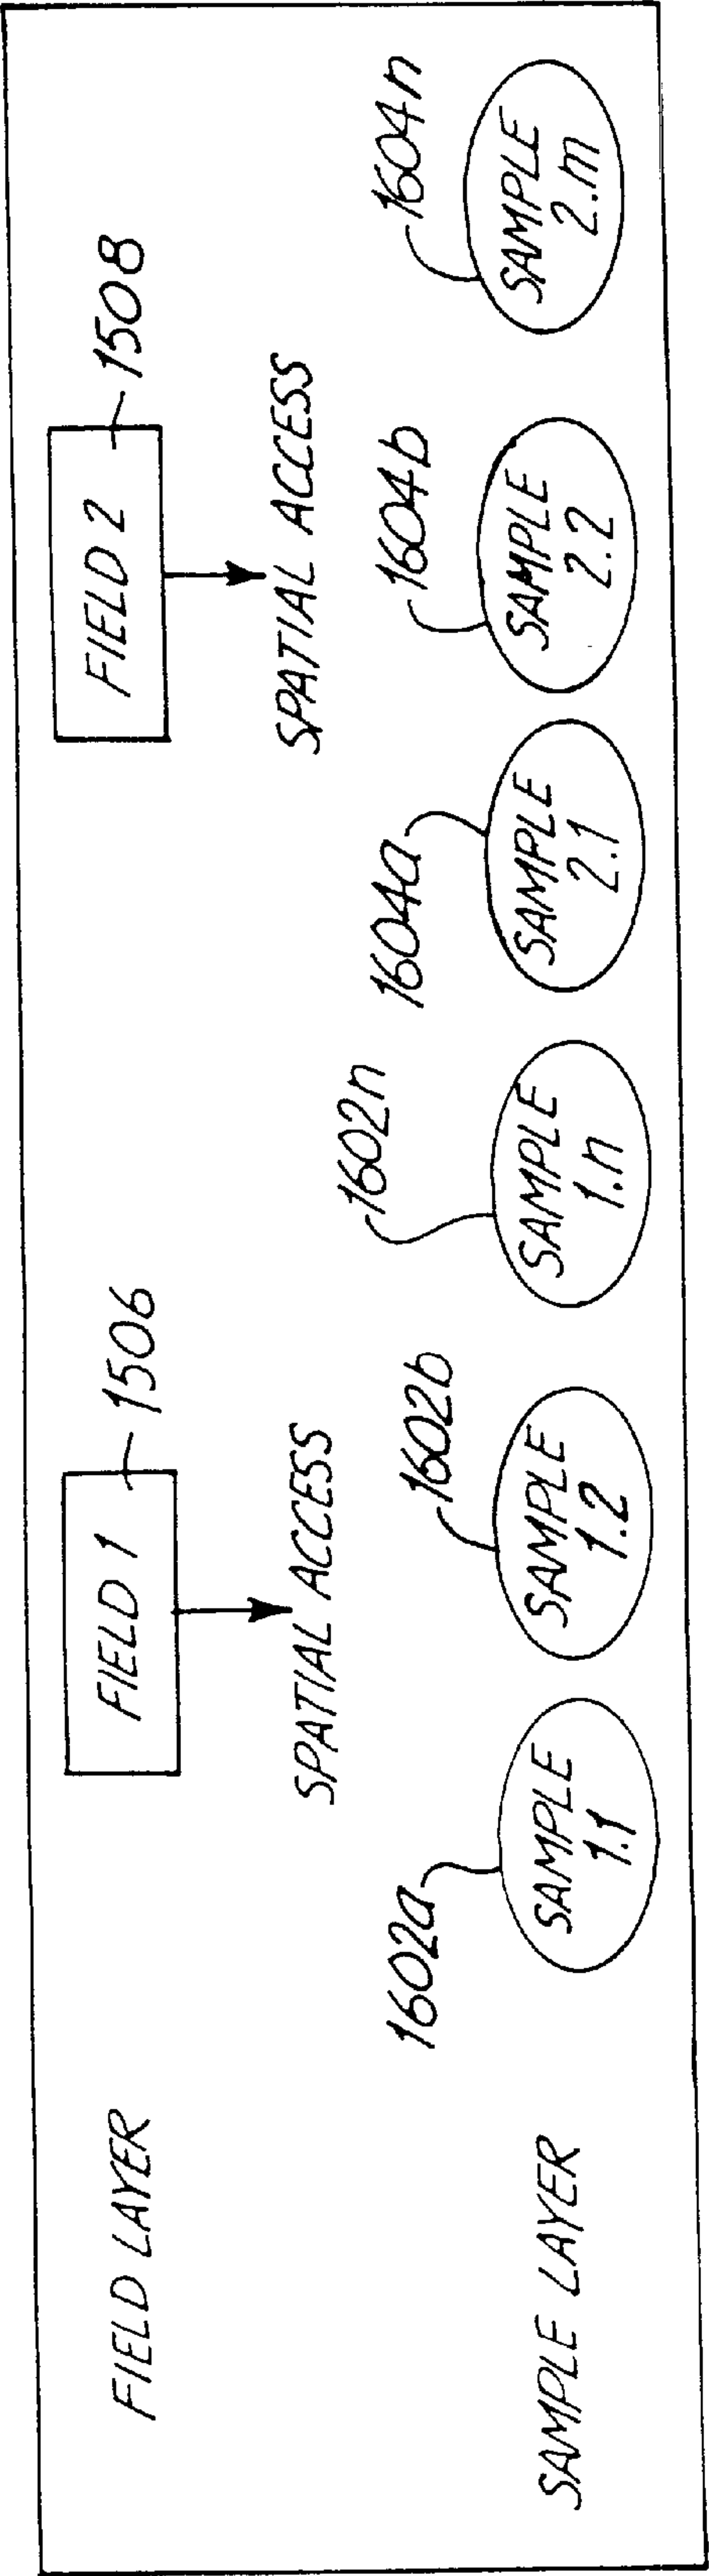 FIELD LAYER
FIELD 1
1506
FIELD 2
1508
SPATIAL ACCESS
SPATIAL ACCESS
1602a
1602b
1602n
1604a
1604b
1604n
SAMPLE LAYER
SAMPLE
1.1
SAMPLE
1.2
SAMPLE
1.n
SAMPLE
2.1
SAMPLE
2.2
SAMPLE
2.m